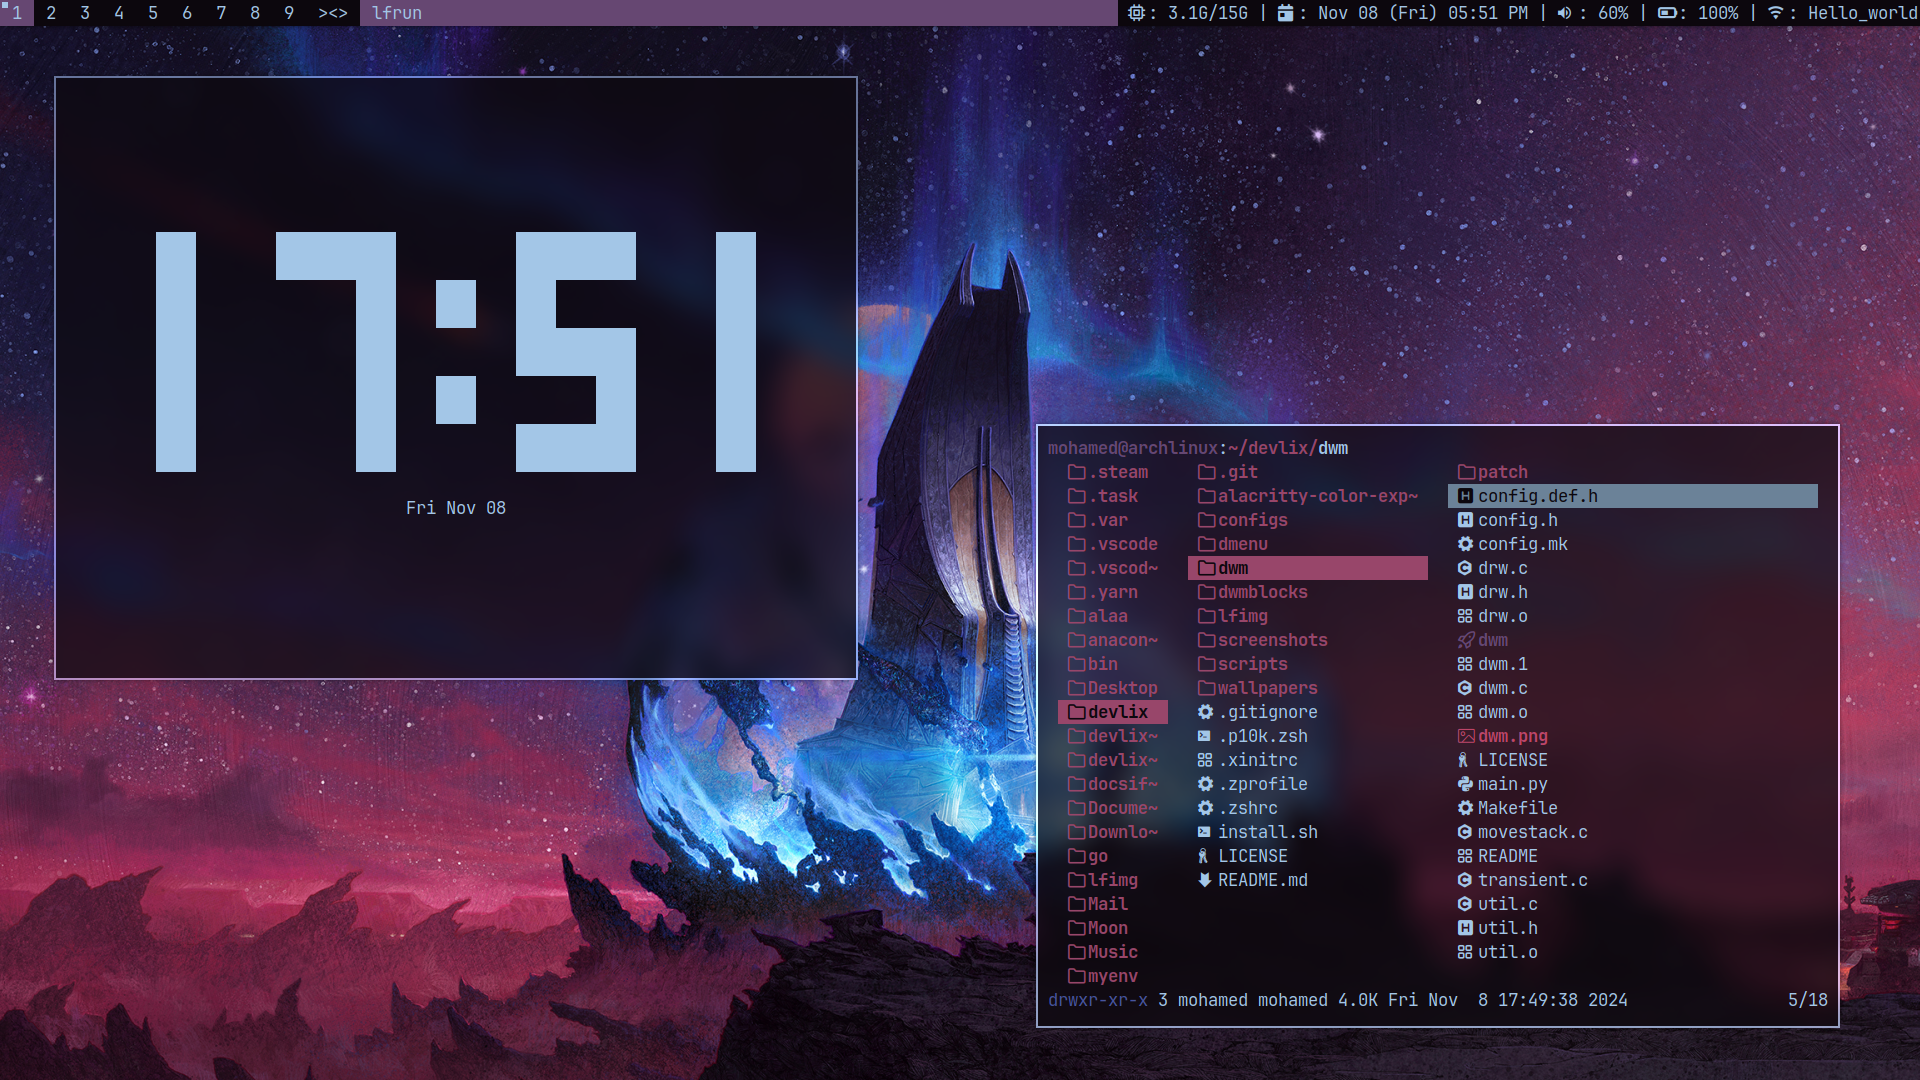 1 2 3 4 5 6 7 8 9 ><> lfrun : 3.1G/15G | : Nov 08 (Fri) 05:51 PM | : 60% | : 100% | : Hello_world
17:51
Fri Nov 08
mohamed@archlinux:~/devlix/dwm
.steam .git patch
.task alacritty-color-exp~ config.def.h
.var configs config.h
.vscode dmenu config.mk
.vscod~ dwm drw.c
.yarn dwmblocks drw.h
alaa lfimg drw.o
anacon~ screenshots dwm
bin scripts dwm.1
Desktop wallpapers dwm.c
devlix .gitignore dwm.o
devlix~ .p10k.zsh dwm.png
devlix~ .xinitrc LICENSE
docsif~ .zprofile main.py
Docume~ .zshrc Makefile
Downlo~ install.sh movestack.c
go LICENSE README
lfimg README.md transient.c
Mail util.c
Moon util.h
Music util.o
myenv
drwxr-xr-x 3 mohamed mohamed 4.0K Fri Nov  8 17:49:38 2024 5/18